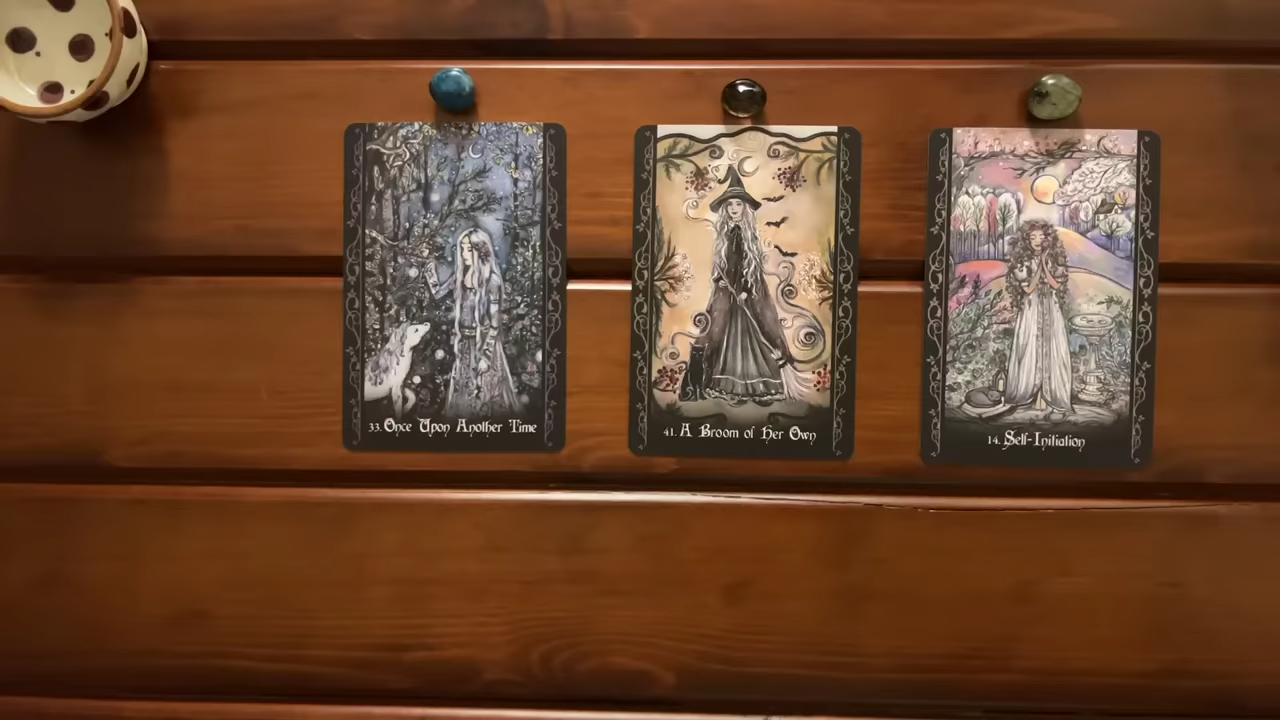 33. Once Upon Another Time
41. A Broom of Her Own
14. Self-Initiation